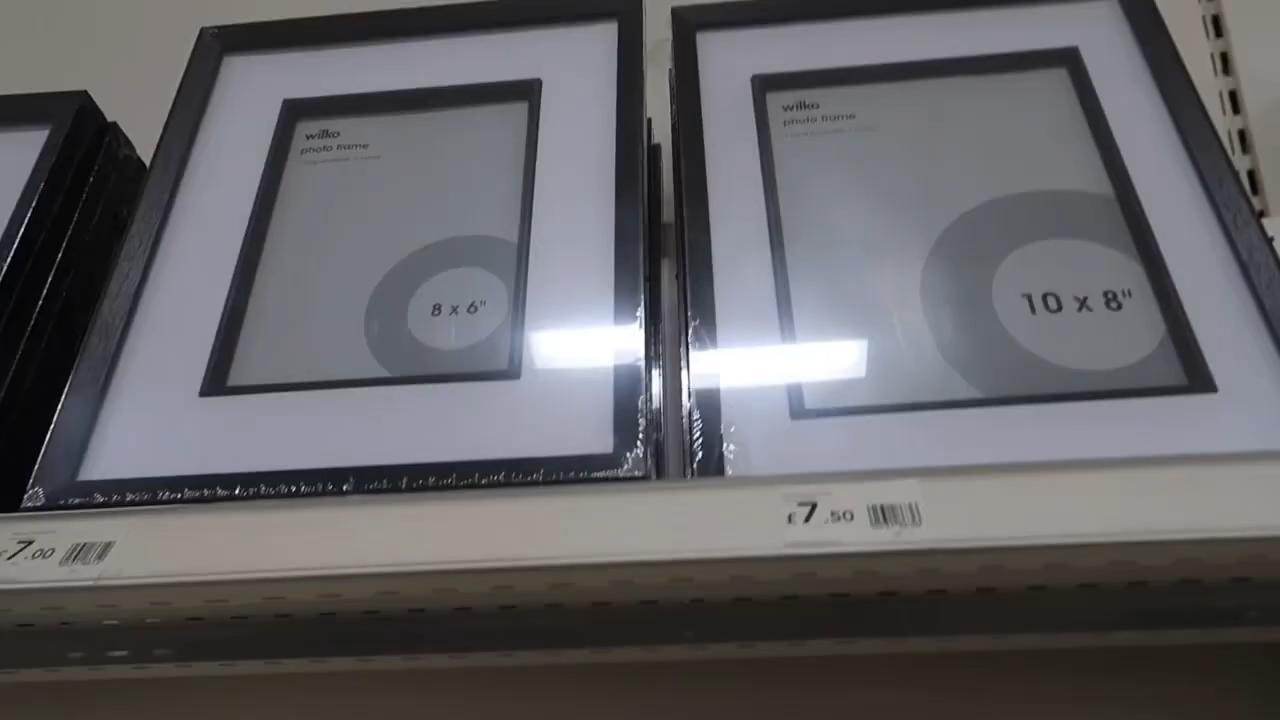 wilko
photo frame
8 x 6"
wilko
photo frame
10 x 8"
£7.00
£7.50